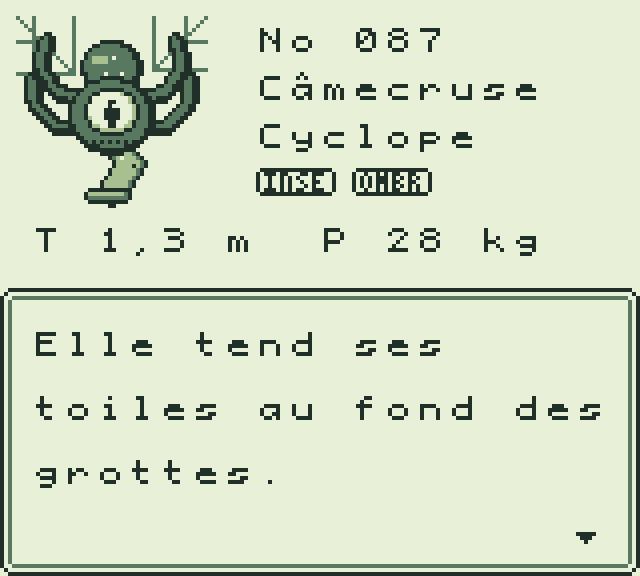 No 087
Câmecruse
Cyclope
INSE OMBR
T 1,3 m P 28 kg
Elle tend ses
toiles au fond des
grottes.